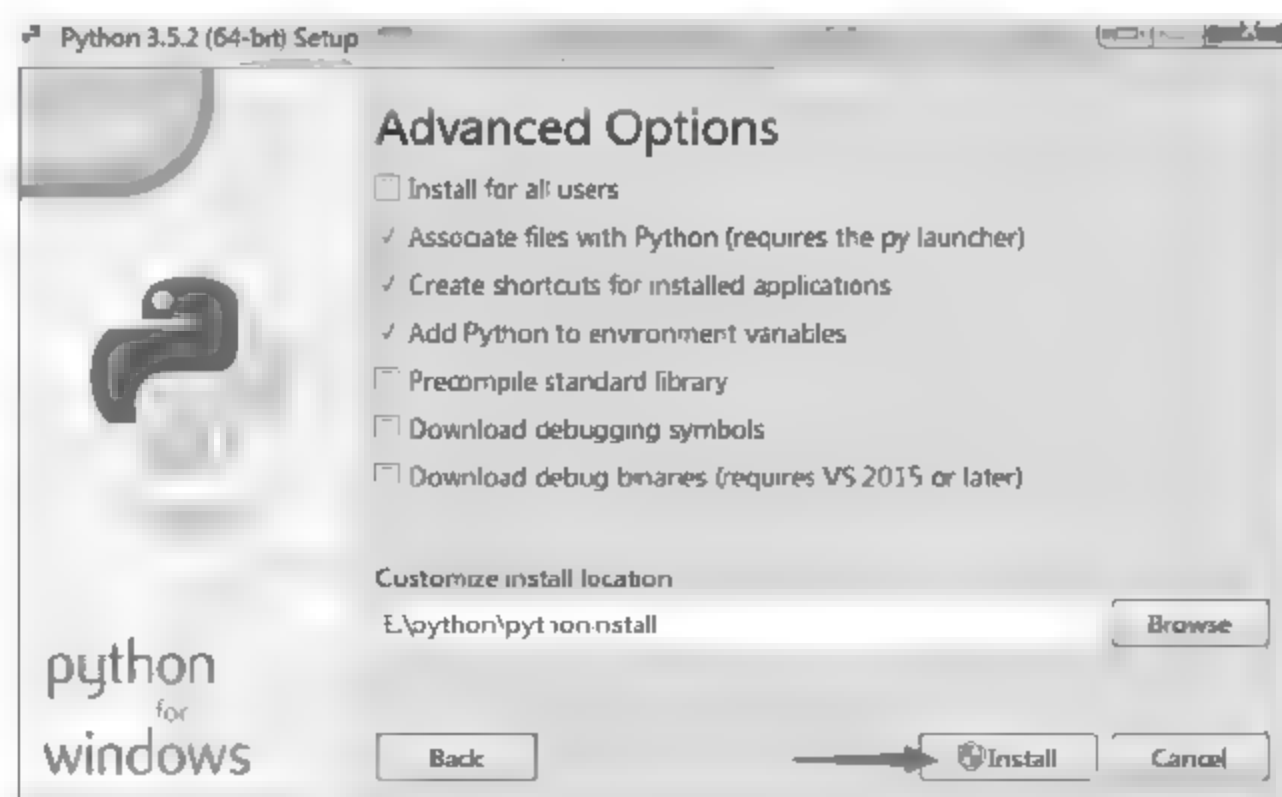 Python 3.5.2 (64-bit) Setup
Advanced Options
Install for all users
Associate files with Python (requires the py launcher)
Create shortcuts for installed applications
Add Python to environment variables
Precompile standard library
Download debugging symbols
Download debug binaries (requires VS 2015 or later)
Customize install location
E:\python\pythoninstall
Browse
python
for
windows
Back
Install
Cancel